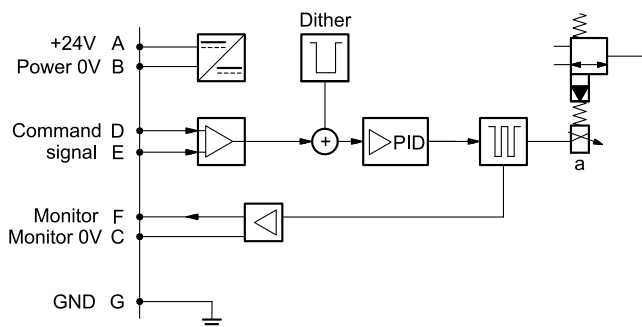 Dither
+24V A
Power 0V B
Command D
signal E
PID
a
Monitor F
Monitor 0V C
GND G